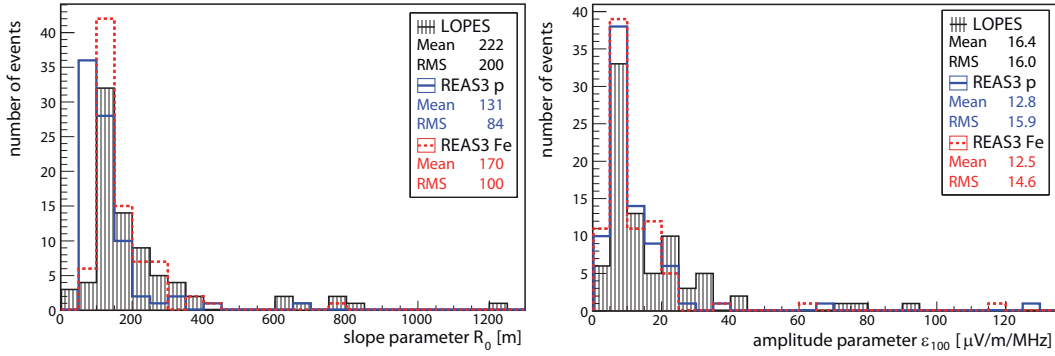 number of events
40
35
30
25
20
15
10
5
0
0 200 400 600 800 1000 1200
slope parameter R0 [m]
LOPES
Mean 222
RMS 200
REAS3 p
Mean 131
RMS 84
REAS3 Fe
Mean 170
RMS 100
number of events
40
35
30
25
20
15
10
5
0
0 20 40 60 80 100 120
amplitude parameter ε100 [ μV/m/MHz]
LOPES
Mean 16.4
RMS 16.0
REAS3 p
Mean 12.8
RMS 15.9
REAS3 Fe
Mean 12.5
RMS 14.6